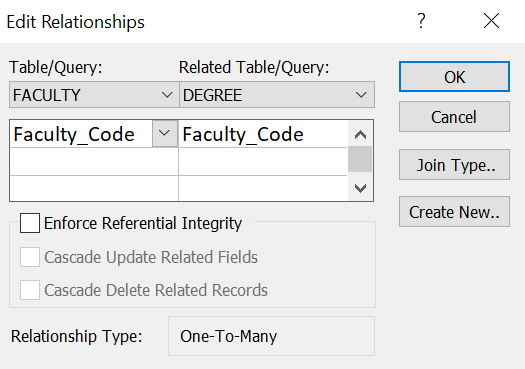 Edit Relationships ?
Table/Query: Related Table/Query:
FACULTY DEGREE
OK
Faculty_Code Faculty_Code
Cancel
Join Type..
Create New..
Enforce Referential Integrity
Cascade Update Related Fields
Cascade Delete Related Records
Relationship Type: One-To-Many